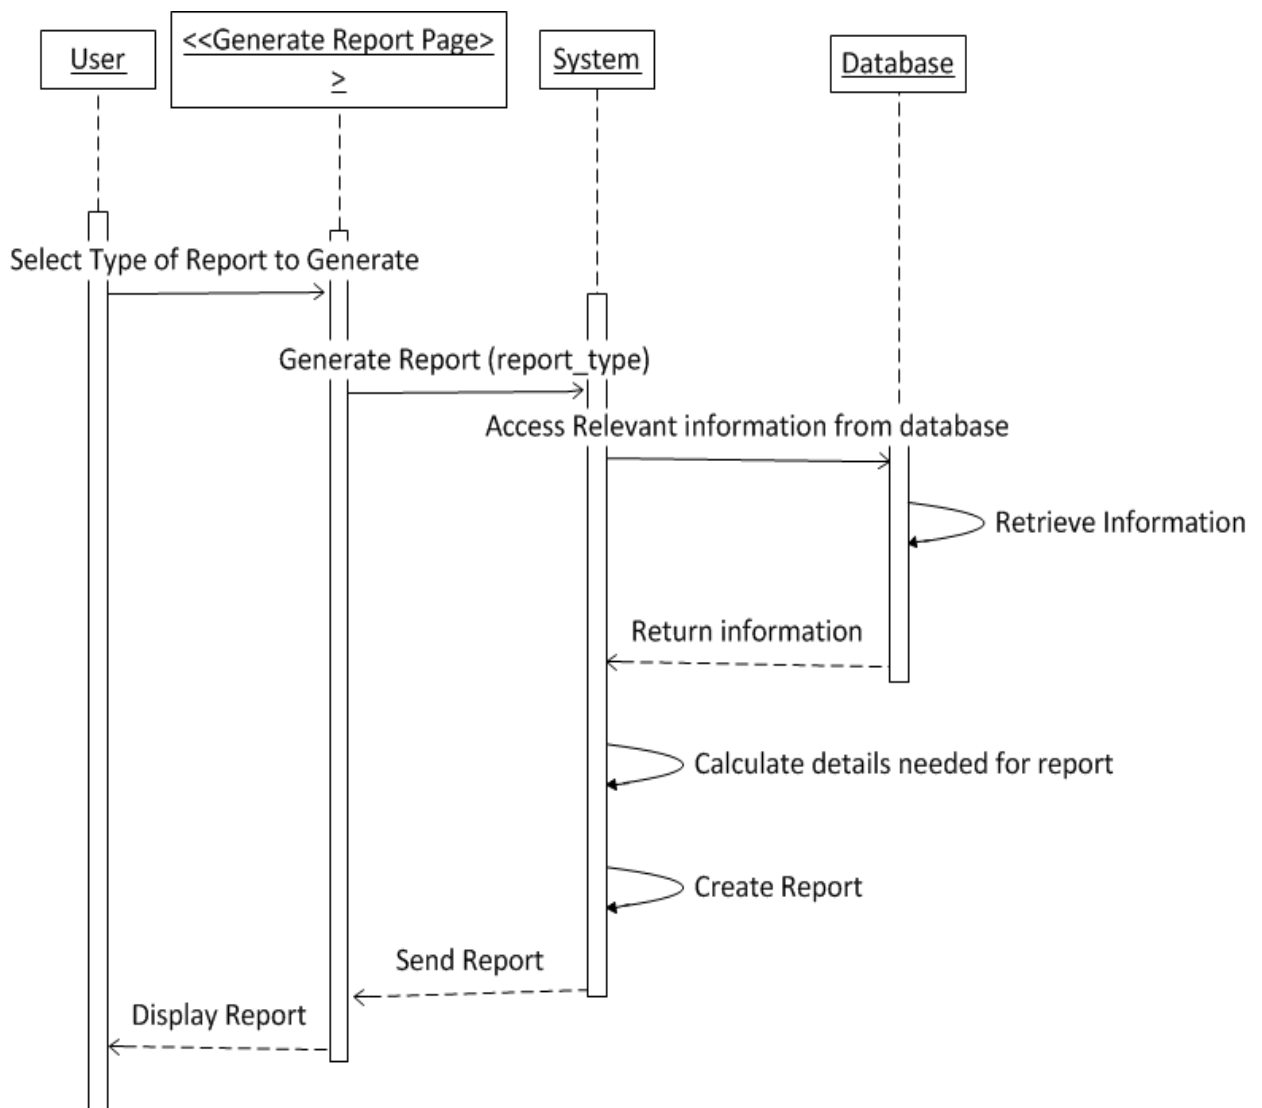 User
<<Generate Report Page>
>
System
Database
Select Type of Report to Generate
Generate Report (report_type)
Access Relevant information from database
Retrieve Information
Return information
Calculate details needed for report
Create Report
Send Report
Display Report